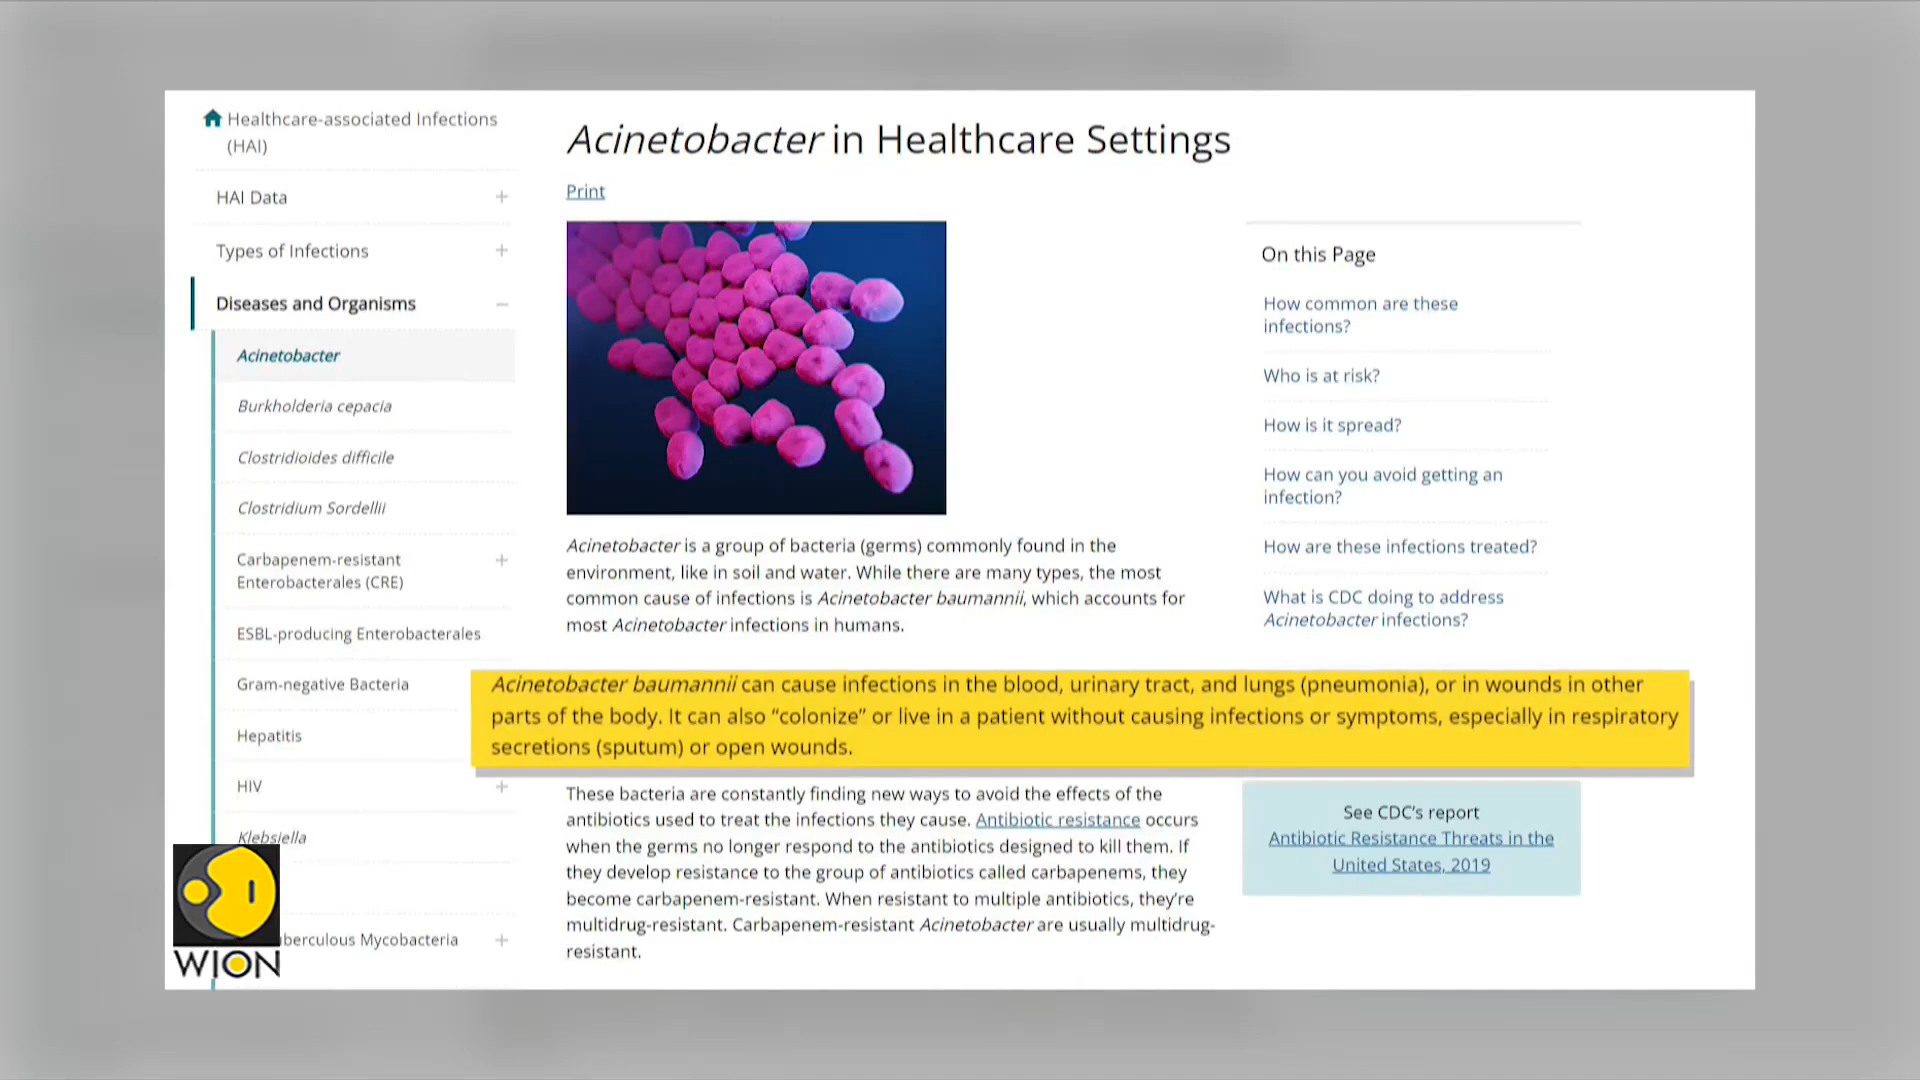 Healthcare-associated Infections
(HAI)
HAI Data
Types of Infections
Diseases and Organisms
Acinetobacter
Burkholderia cepacia
Clostridioides difficile
Clostridium Sordellii
Carbapenem-resistant
Enterobacterales (CRE)
ESBL-producing Enterobacterales
Gram-negative Bacteria
Hepatitis
HIV
Klebsiella
Mycobacteria
WION
Acinetobacter in Healthcare Settings
Print
Acinetobacter is a group of bacteria (germs) commonly found in the
environment, like in soil and water. While there are many types, the most
common cause of infections is Acinetobacter baumannii, which accounts for
most Acinetobacter infections in humans.
Acinetobacter baumannii can cause infections in the blood, urinary tract, and lungs (pneumonia), or in wounds in other
parts of the body. It can also “colonize” or live in a patient without causing infections or symptoms, especially in respiratory
secretions (sputum) or open wounds.
These bacteria are constantly finding new ways to avoid the effects of the
antibiotics used to treat the infections they cause. Antibiotic resistance occurs
when the germs no longer respond to the antibiotics designed to kill them. If
they develop resistance to the group of antibiotics called carbapenems, they
become carbapenem-resistant. When resistant to multiple antibiotics, they’re
multidrug-resistant. Carbapenem-resistant Acinetobacter are usually multidrug-
resistant.
On this Page
How common are these
infections?
Who is at risk?
How is it spread?
How can you avoid getting an
infection?
How are these infections treated?
What is CDC doing to address
Acinetobacter infections?
See CDC’s report
Antibiotic Resistance Threats in the
United States, 2019